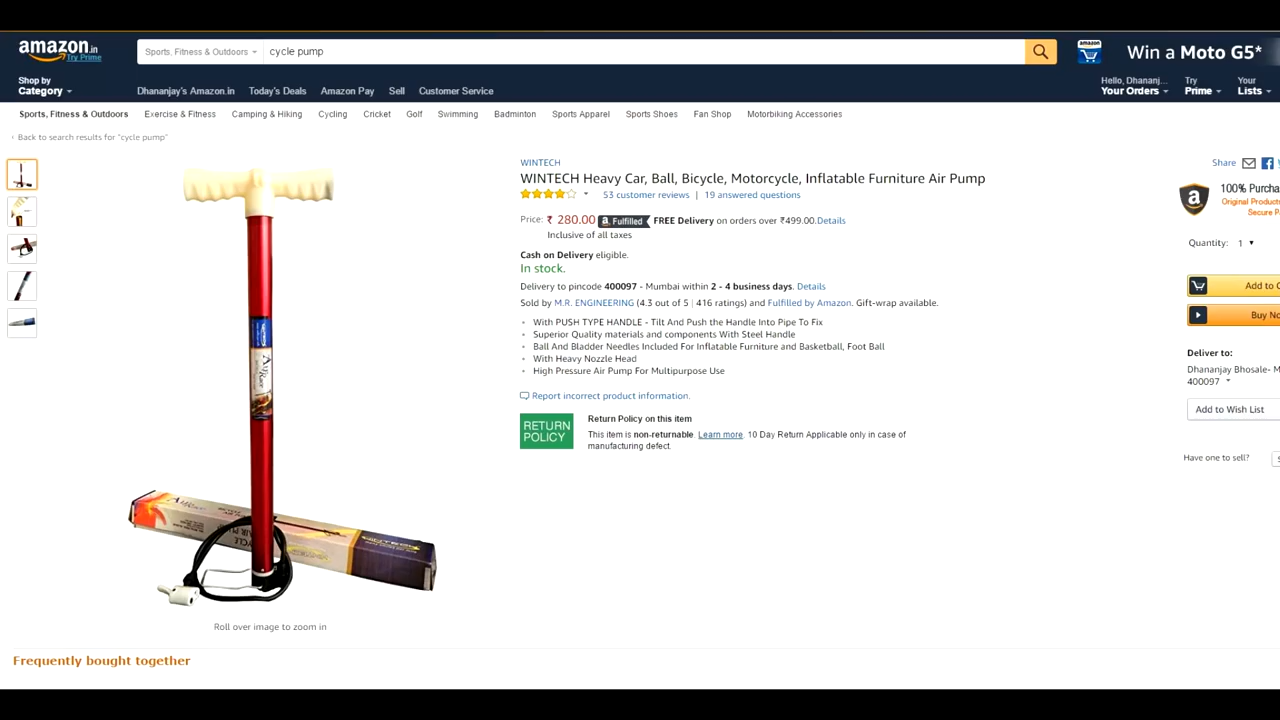 amazon.in
Try Prime
Sports, Fitness & Outdoors
cycle pump
amazon
Win a Moto G5*
Shop by
Category
Dhananjay's Amazon.in
Today's Deals
Amazon Pay
Sell
Customer Service
Hello, Dhananj...
Your Orders
Try
Prime
Your
Lists
Sports, Fitness & Outdoors
Exercise & Fitness
Camping & Hiking
Cycling
Cricket
Golf
Swimming
Badminton
Sports Apparel
Sports Shoes
Fan Shop
Motorbiking Accessories
‹ Back to search results for "cycle pump"
WINTECH
WINTECH Heavy Car, Ball, Bicycle, Motorcycle, Inflatable Furniture Air Pump
53 customer reviews | 19 answered questions
Price: ₹ 280.00 a Fulfilled FREE Delivery on orders over ₹499.00.Details
Inclusive of all taxes
Cash on Delivery eligible.
In stock.
Delivery to pincode 400097 - Mumbai within 2 - 4 business days. Details
Sold by M.R. ENGINEERING (4.3 out of 5 | 416 ratings) and Fulfilled by Amazon. Gift-wrap available.
With PUSH TYPE HANDLE - Tilt And Push the Handle Into Pipe To Fix
Superior Quality materials and components With Steel Handle
Ball And Bladder Needles Included For Inflatable Furniture and Basketball, Foot Ball
With Heavy Nozzle Head
High Pressure Air Pump For Multipurpose Use
Report incorrect product information.
RETURN
POLICY
Return Policy on this item
This item is non-returnable. Learn more. 10 Day Return Applicable only in case of
manufacturing defect.
Share
a
100% Purcha
Original Product
Secure P
Quantity: 1
Add to C
Buy No
Deliver to:
Dhananjay Bhosale- M
400097
Add to Wish List
Have one to sell?
S
WINTECH
Roll over image to zoom in
Frequently bought together